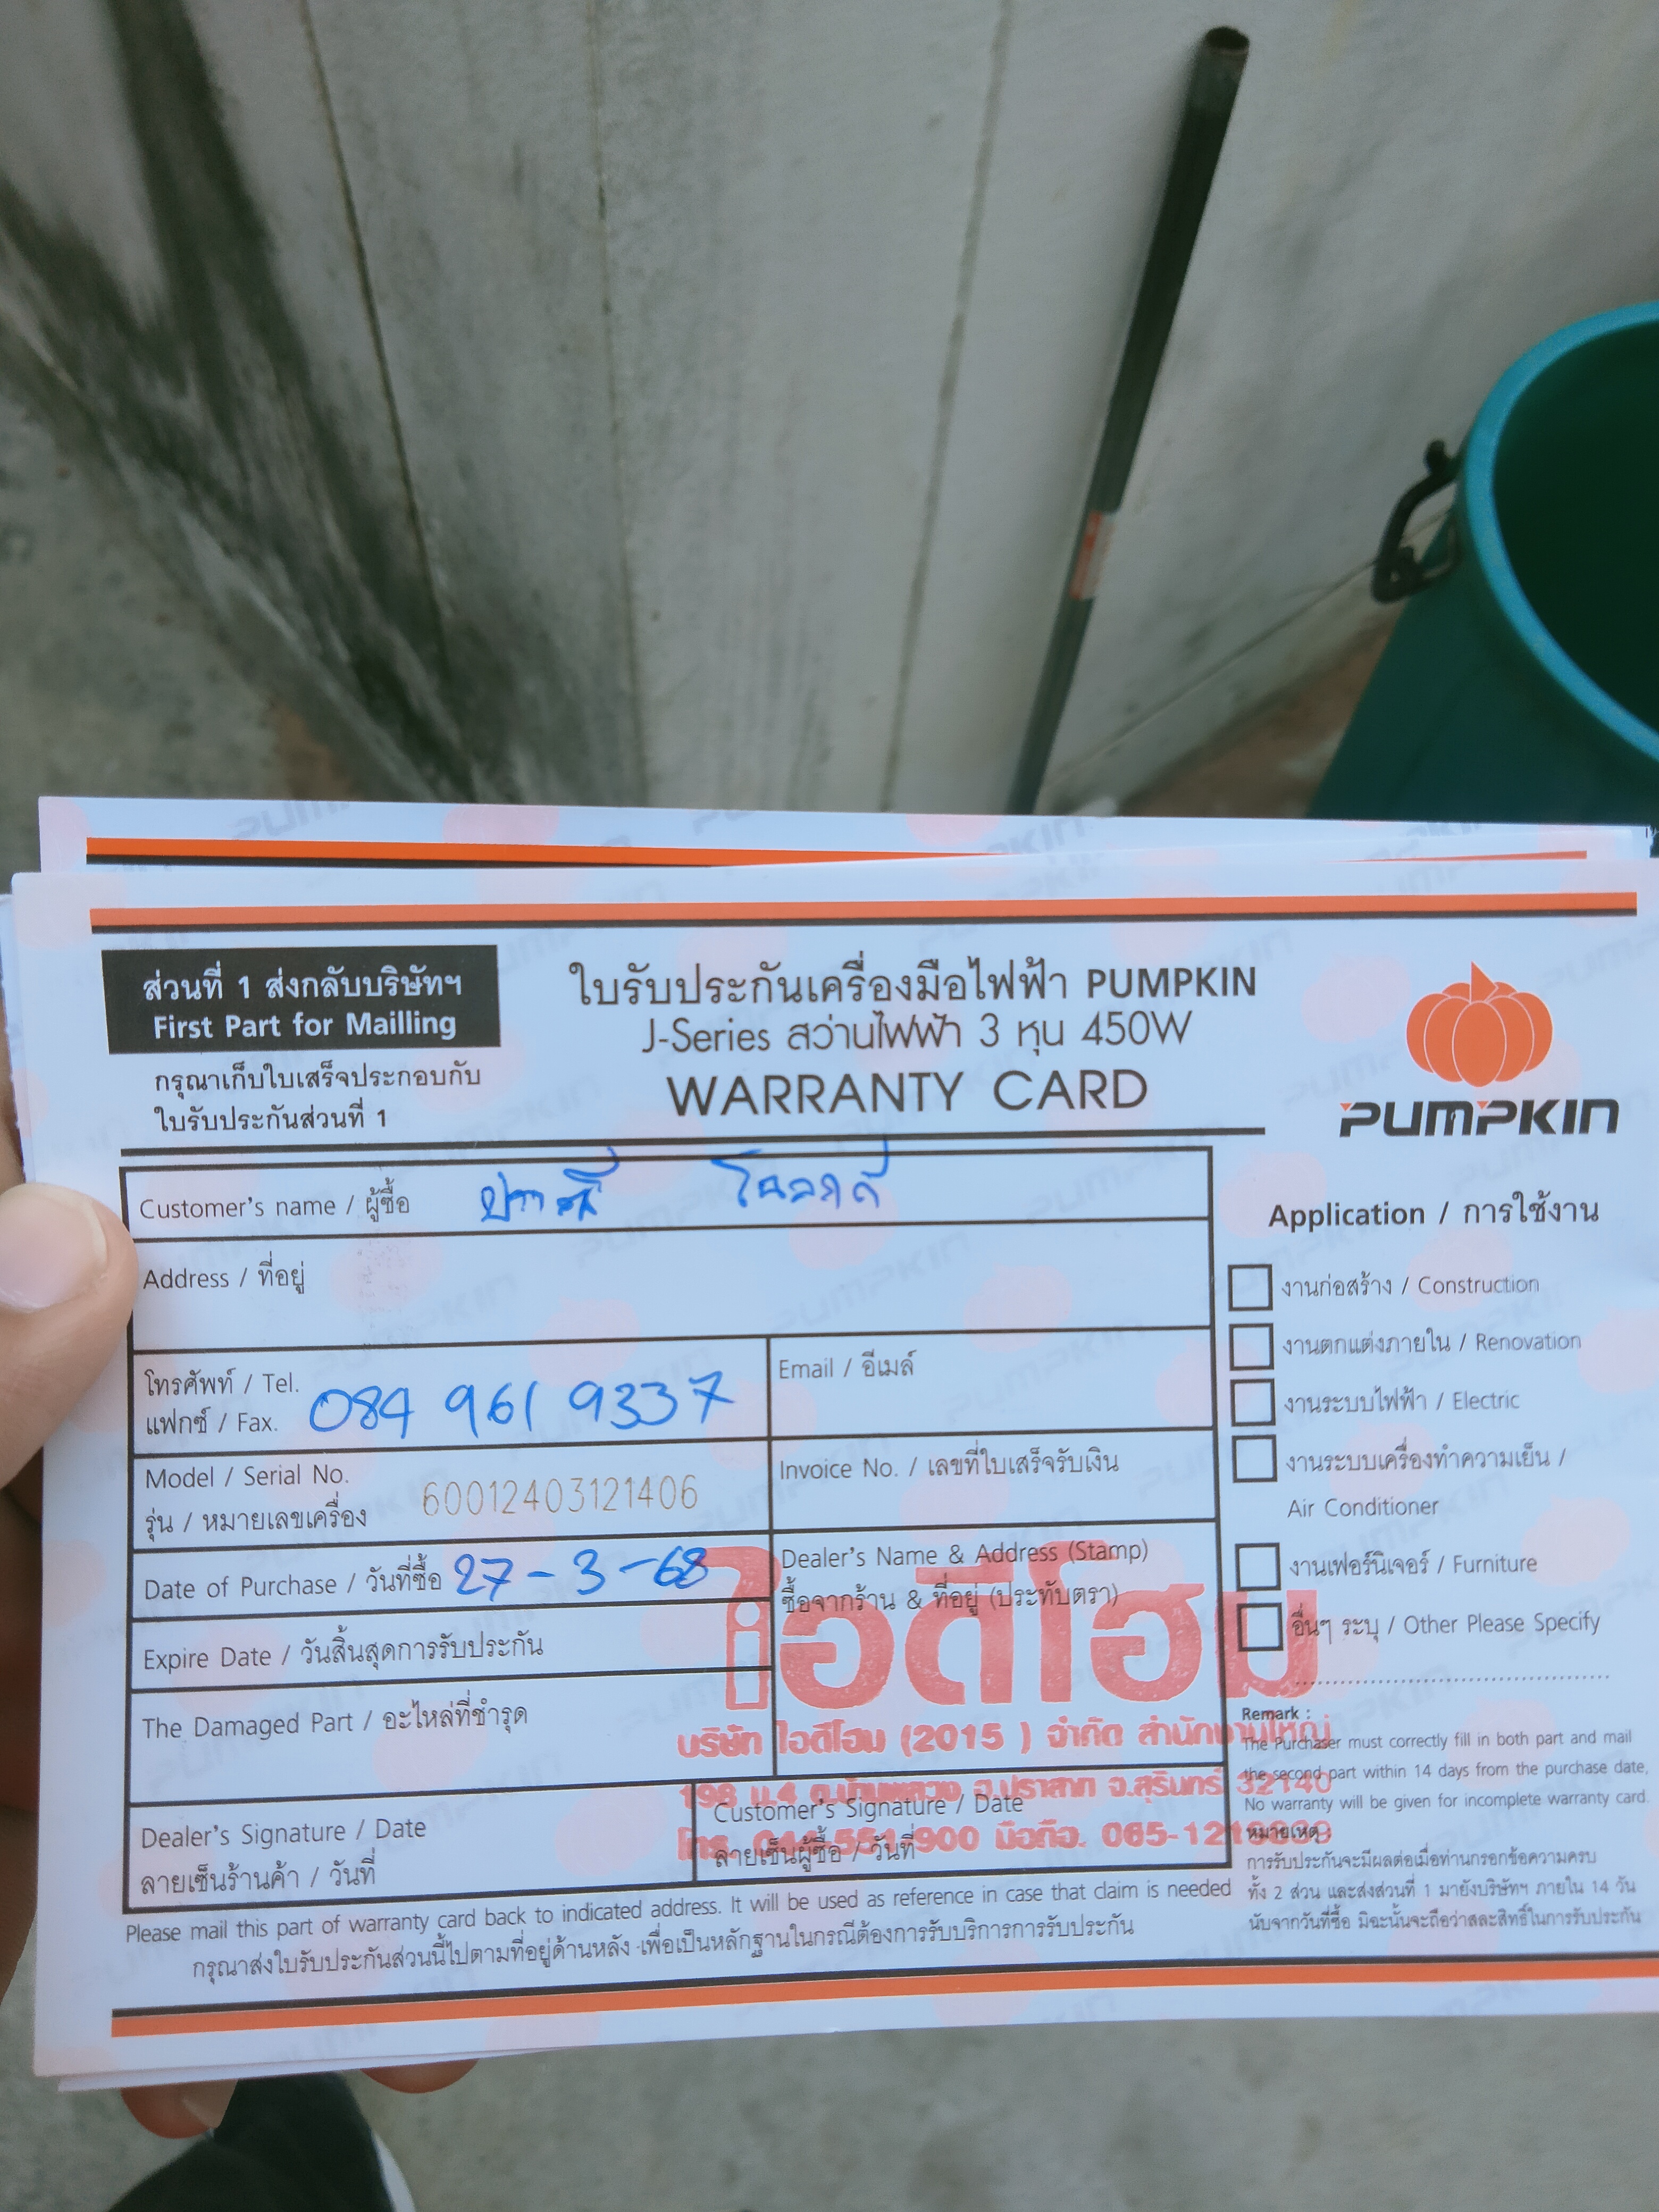 ส่วนที่ 1 ส่งกลับบริษัทฯ
First Part for Mailling
กรุณาเก็บใบเสร็จประกอบกับ
ใบรับประกันส่วนที่ 1
ใบรับประกันเครื่องมือไฟฟ้า PUMPKIN
J-Series สว่านไฟฟ้า 3 หุน 450W
WARRANTY CARD
PUMPKIN
Customer's name / ผู้ซื้อ
Address / ที่อยู่
โทรศัพท์ / Tel.
แฟกซ์ / Fax. 084 961 9337
Email / อีเมล์
Model / Serial No.
รุ่น / หมายเลขเครื่อง 60012403121406
Invoice No. / เลขที่ใบเสร็จรับเงิน
Date of Purchase / วันที่ซื้อ 27-3-68
Dealer's Name & Address (Stamp)
ซื้อจากร้าน & ที่อยู่ (ประทับตรา)
ไอดีโฮม
บริษัท ไอดีโฮม (2015 ) จำกัด สำนักงานใหญ่
198 ม.4 อ.ปราสาท จ.สุรินทร์ 32140
โทร. 044-551-900 มือถือ. 065-1219
Expire Date / วันสิ้นสุดการรับประกัน
The Damaged Part / อะไหล่ที่ชำรุด
Dealer's Signature / Date
ลายเซ็นร้านค้า / วันที่
Customer's Signature / Date
ลายเซ็นผู้ซื้อ / วันที่
Please mail this part of warranty card back to indicated address. It will be used as reference in case that claim is needed
กรุณาส่งใบรับประกันส่วนนี้ไปตามที่อยู่ด้านหลัง เพื่อเป็นหลักฐานในกรณีต้องการรับบริการการรับประกัน
Application / การใช้งาน
งานก่อสร้าง / Construction
งานตกแต่งภายใน / Renovation
งานระบบไฟฟ้า / Electric
งานระบบเครื่องทำความเย็น /
Air Conditioner
งานเฟอร์นิเจอร์ / Furniture
อื่นๆ ระบุ / Other Please Specify
Remark :
The Purchaser must correctly fill in both part and mail
the second part within 14 days from the purchase date,
No warranty will be given for incomplete warranty card.
หมายเหตุ :
การรับประกันจะมีผลต่อเมื่อท่านกรอกข้อความครบ
ทั้ง 2 ส่วน และส่งส่วนที่ 1 มายังบริษัทฯ ภายใน 14 วัน
นับจากวันที่ซื้อ มิฉะนั้นจะถือว่าสละสิทธิ์ในการรับประกัน